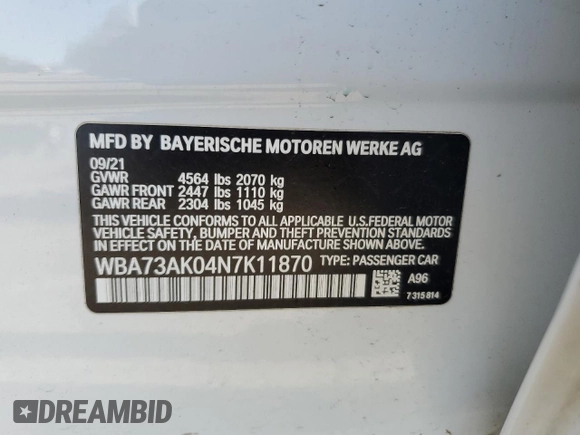 MFD BY BAYERISCHE MOTOREN WERKE AG
09/21
GVWR 4564 lbs 2070 kg
GAWR FRONT 2447 lbs 1110 kg
GAWR REAR 2304 lbs 1045 kg
THIS VEHICLE CONFORMS TO ALL APPLICABLE U.S.FEDERAL MOTOR
VEHICLE SAFETY, BUMPER AND THEFT PREVENTION STANDARDS
IN EFFECT ON THE DATE OF MANUFACTURE SHOWN ABOVE.
WBA73AK04N7K11870 TYPE: PASSENGER CAR
A96
7315814
DREAMBID